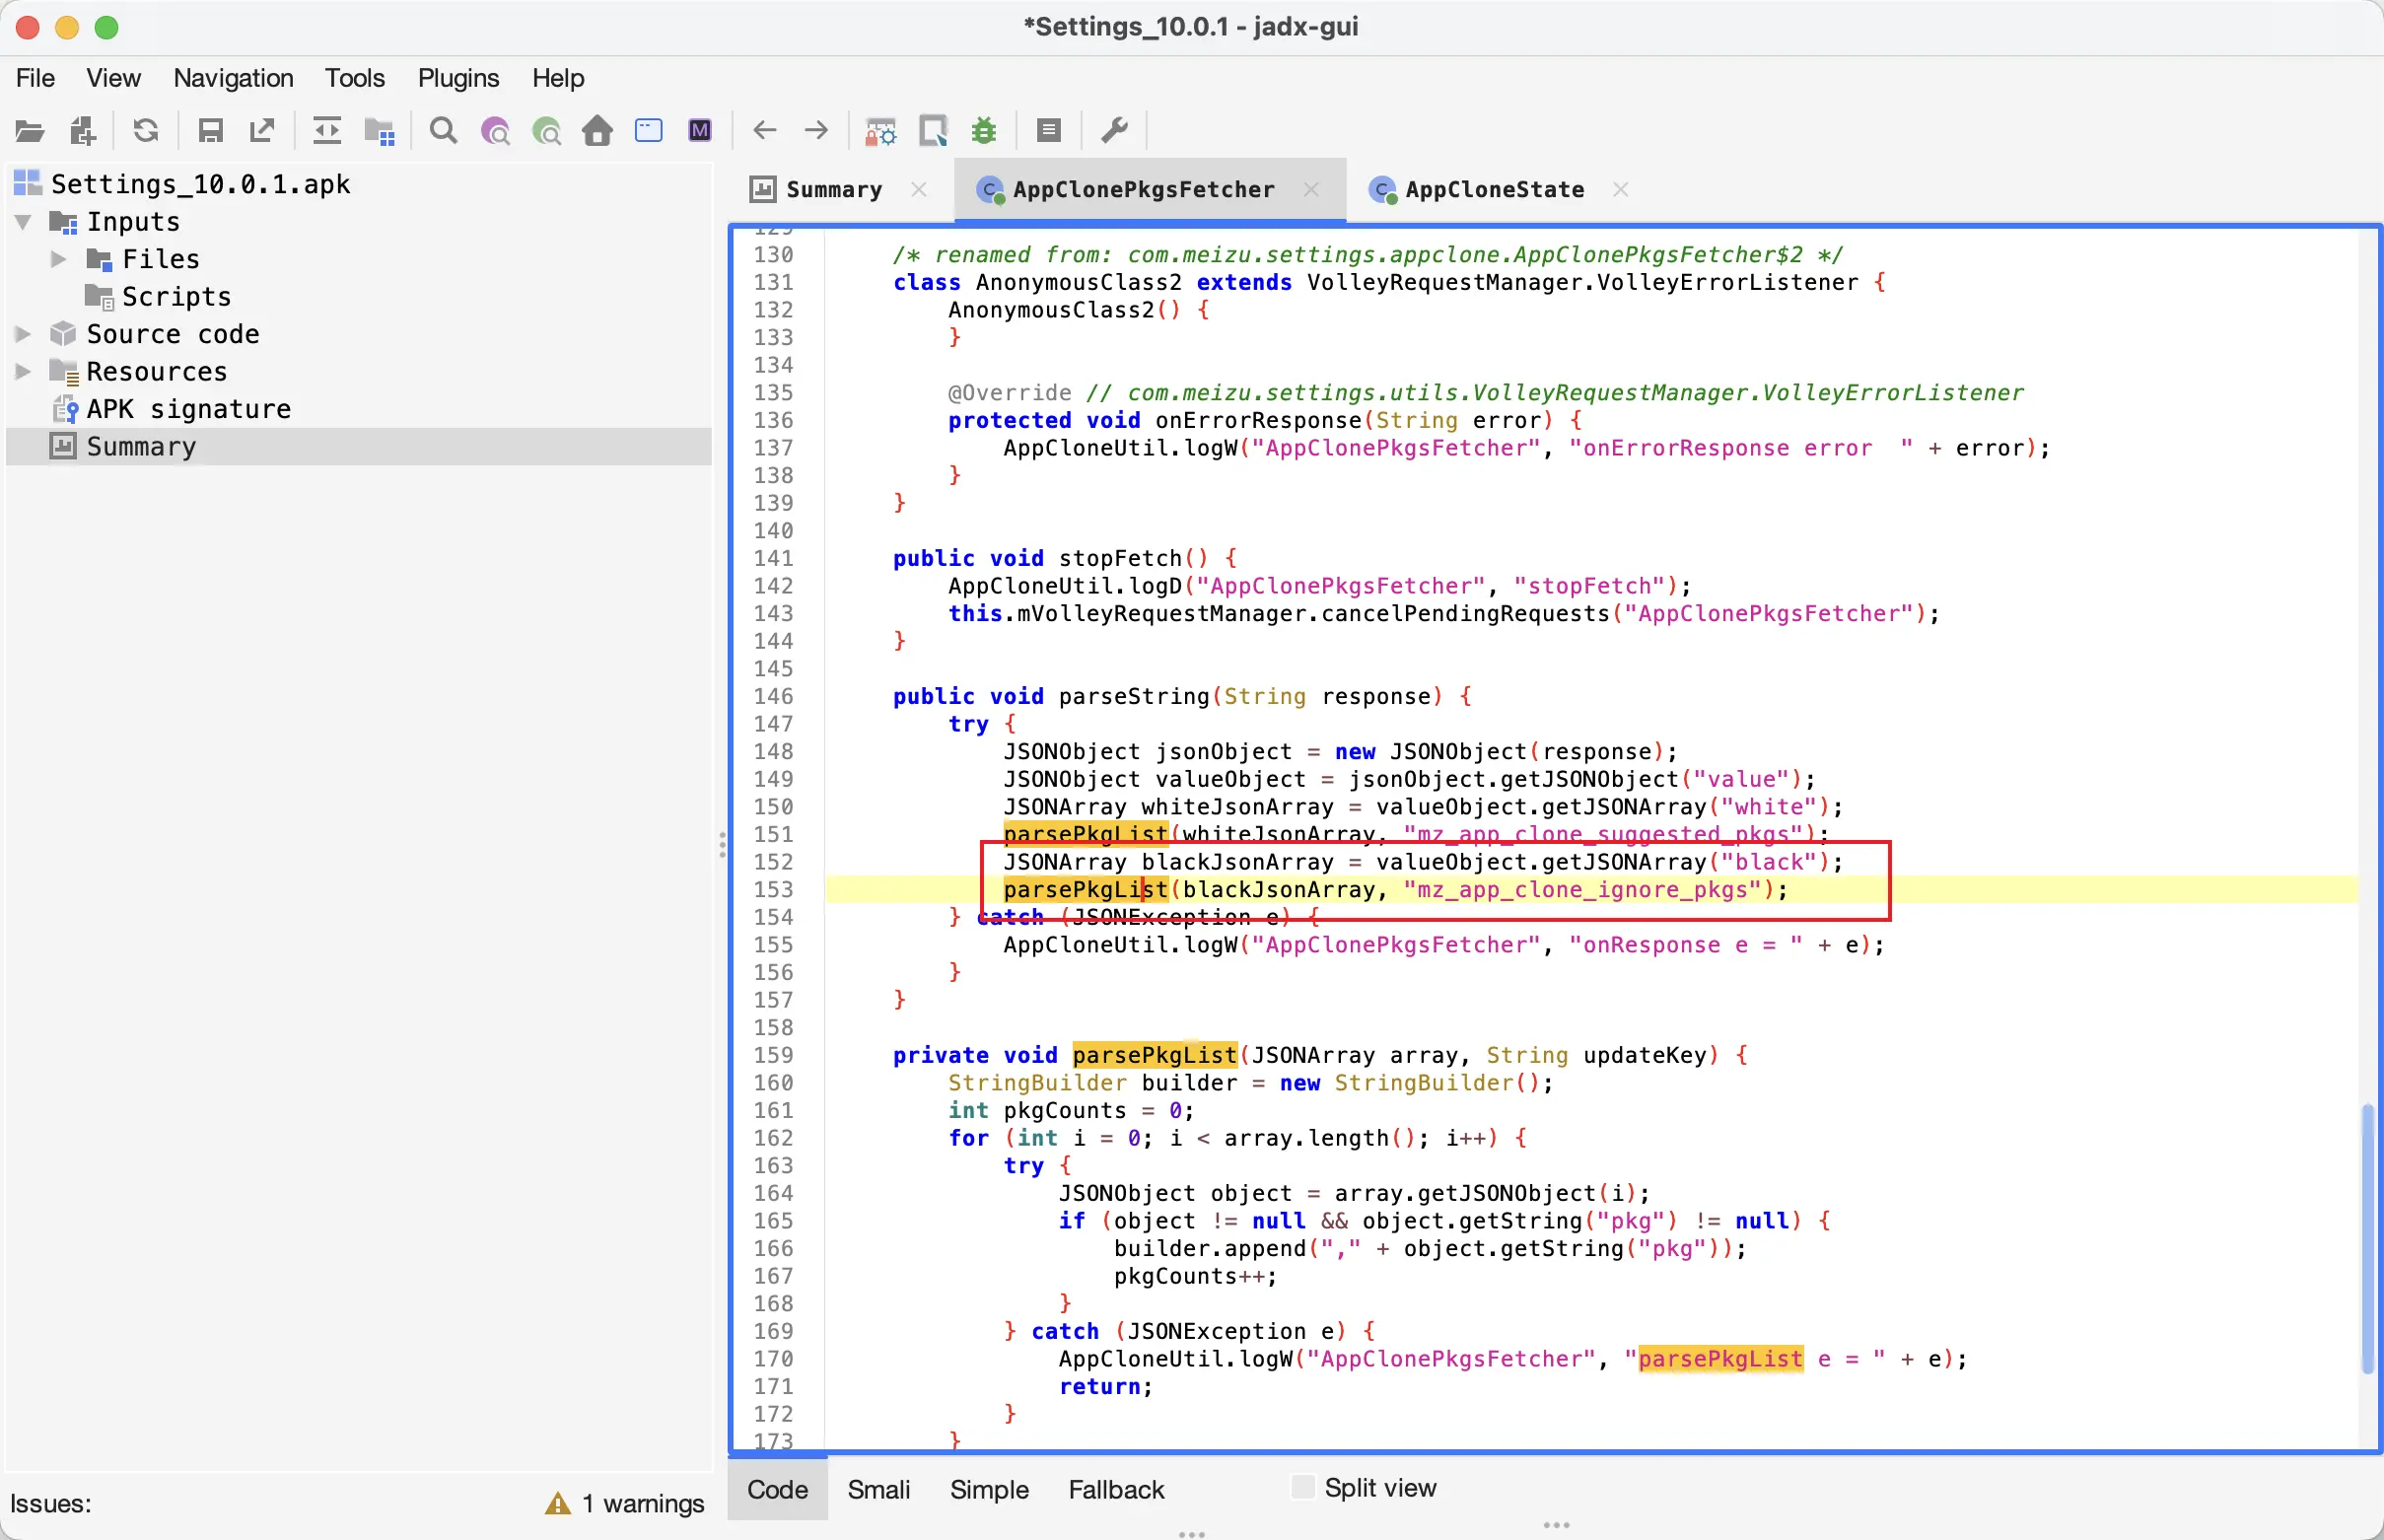 *Settings_10.0.1 - jadx-gui
File View Navigation Tools Plugins Help
Settings_10.0.1.apk
Inputs
Files
Scripts
Source code
Resources
APK signature
Summary
Summary AppClonePkgsFetcher AppCloneState
129
130 /* renamed from: com.meizu.settings.appclone.AppClonePkgsFetcher$2 */
131 class AnonymousClass2 extends VolleyRequestManager.VolleyErrorListener {
132 AnonymousClass2() {
133 }
134
135 @Override // com.meizu.settings.utils.VolleyRequestManager.VolleyErrorListener
136 protected void onErrorResponse(String error) {
137 AppCloneUtil.logW("AppClonePkgsFetcher", "onErrorResponse error  " + error);
138 }
139 }
140
141 public void stopFetch() {
142 AppCloneUtil.logD("AppClonePkgsFetcher", "stopFetch");
143 this.mVolleyRequestManager.cancelPendingRequests("AppClonePkgsFetcher");
144 }
145
146 public void parseString(String response) {
147 try {
148 JSONObject jsonObject = new JSONObject(response);
149 JSONObject valueObject = jsonObject.getJSONObject("value");
150 JSONArray whiteJsonArray = valueObject.getJSONArray("white");
151 parsePkgList(whiteJsonArray, "mz_app_clone_suggested_pkgs");
152 JSONArray blackJsonArray = valueObject.getJSONArray("black");
153 parsePkgList(blackJsonArray, "mz_app_clone_ignore_pkgs");
154 } catch (JSONException e) {
155 AppCloneUtil.logW("AppClonePkgsFetcher", "onResponse e = " + e);
156 }
157 }
158
159 private void parsePkgList(JSONArray array, String updateKey) {
160 StringBuilder builder = new StringBuilder();
161 int pkgCounts = 0;
162 for (int i = 0; i < array.length(); i++) {
163 try {
164 JSONObject object = array.getJSONObject(i);
165 if (object != null && object.getString("pkg") != null) {
166 builder.append("," + object.getString("pkg"));
167 pkgCounts++;
168 }
169 } catch (JSONException e) {
170 AppCloneUtil.logW("AppClonePkgsFetcher", "parsePkgList e = " + e);
171 return;
172 }
173 }
Issues: 1 warnings
Code Smali Simple Fallback Split view